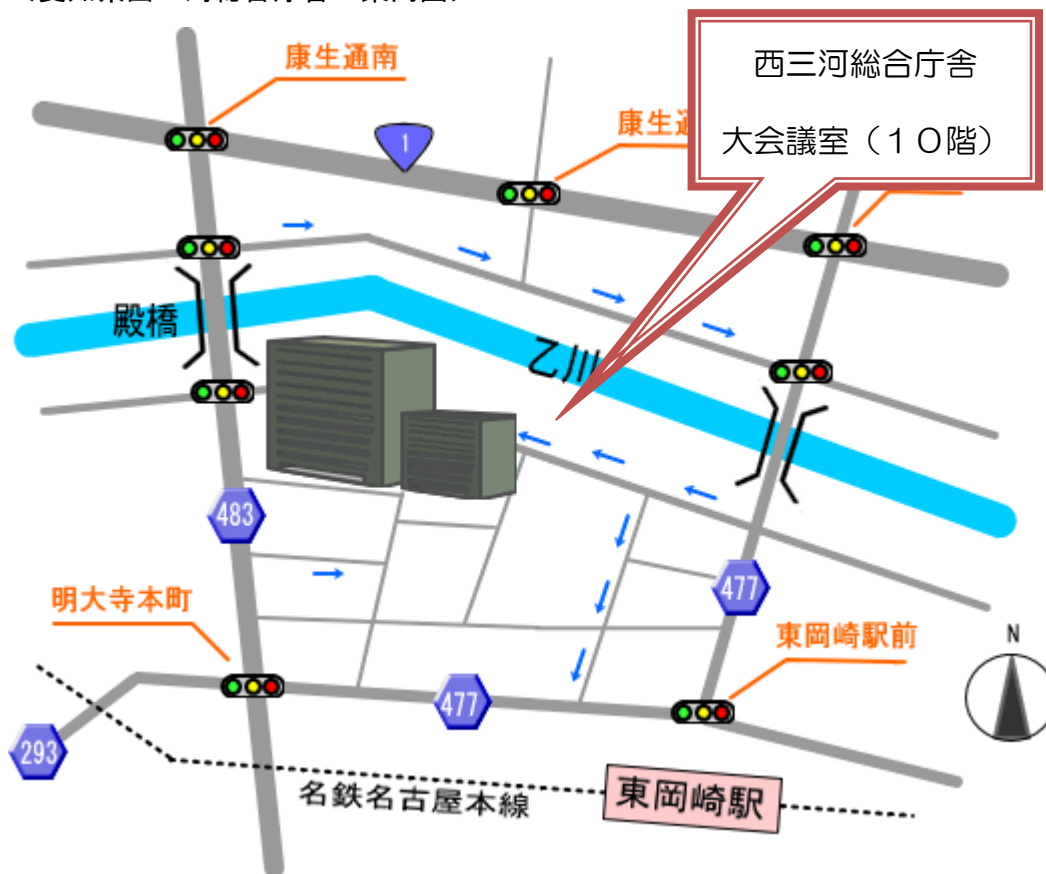 康生通南
西三河総合庁舎
大会議室（１０階）
康生通
1
殿橋
乙川
483
477
明大寺本町
東岡崎駅前
N
477
293
名鉄名古屋本線
東岡崎駅